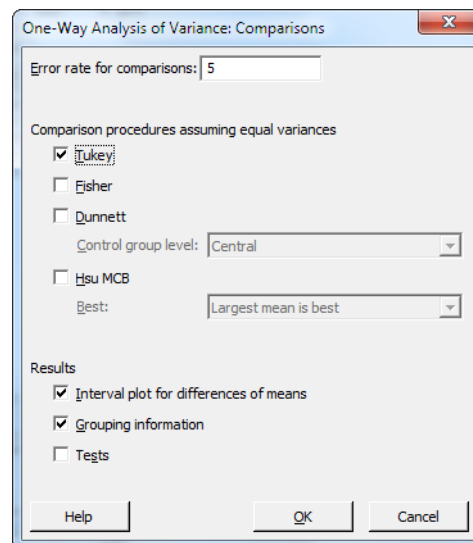 One-Way Analysis of Variance: Comparisons
Error rate for comparisons: 5
Comparison procedures assuming equal variances
Tukey
Fisher
Dunnett
Control group level: Central
Hsu MCB
Best: Largest mean is best
Results
Interval plot for differences of means
Grouping information
Tests
Help OK Cancel